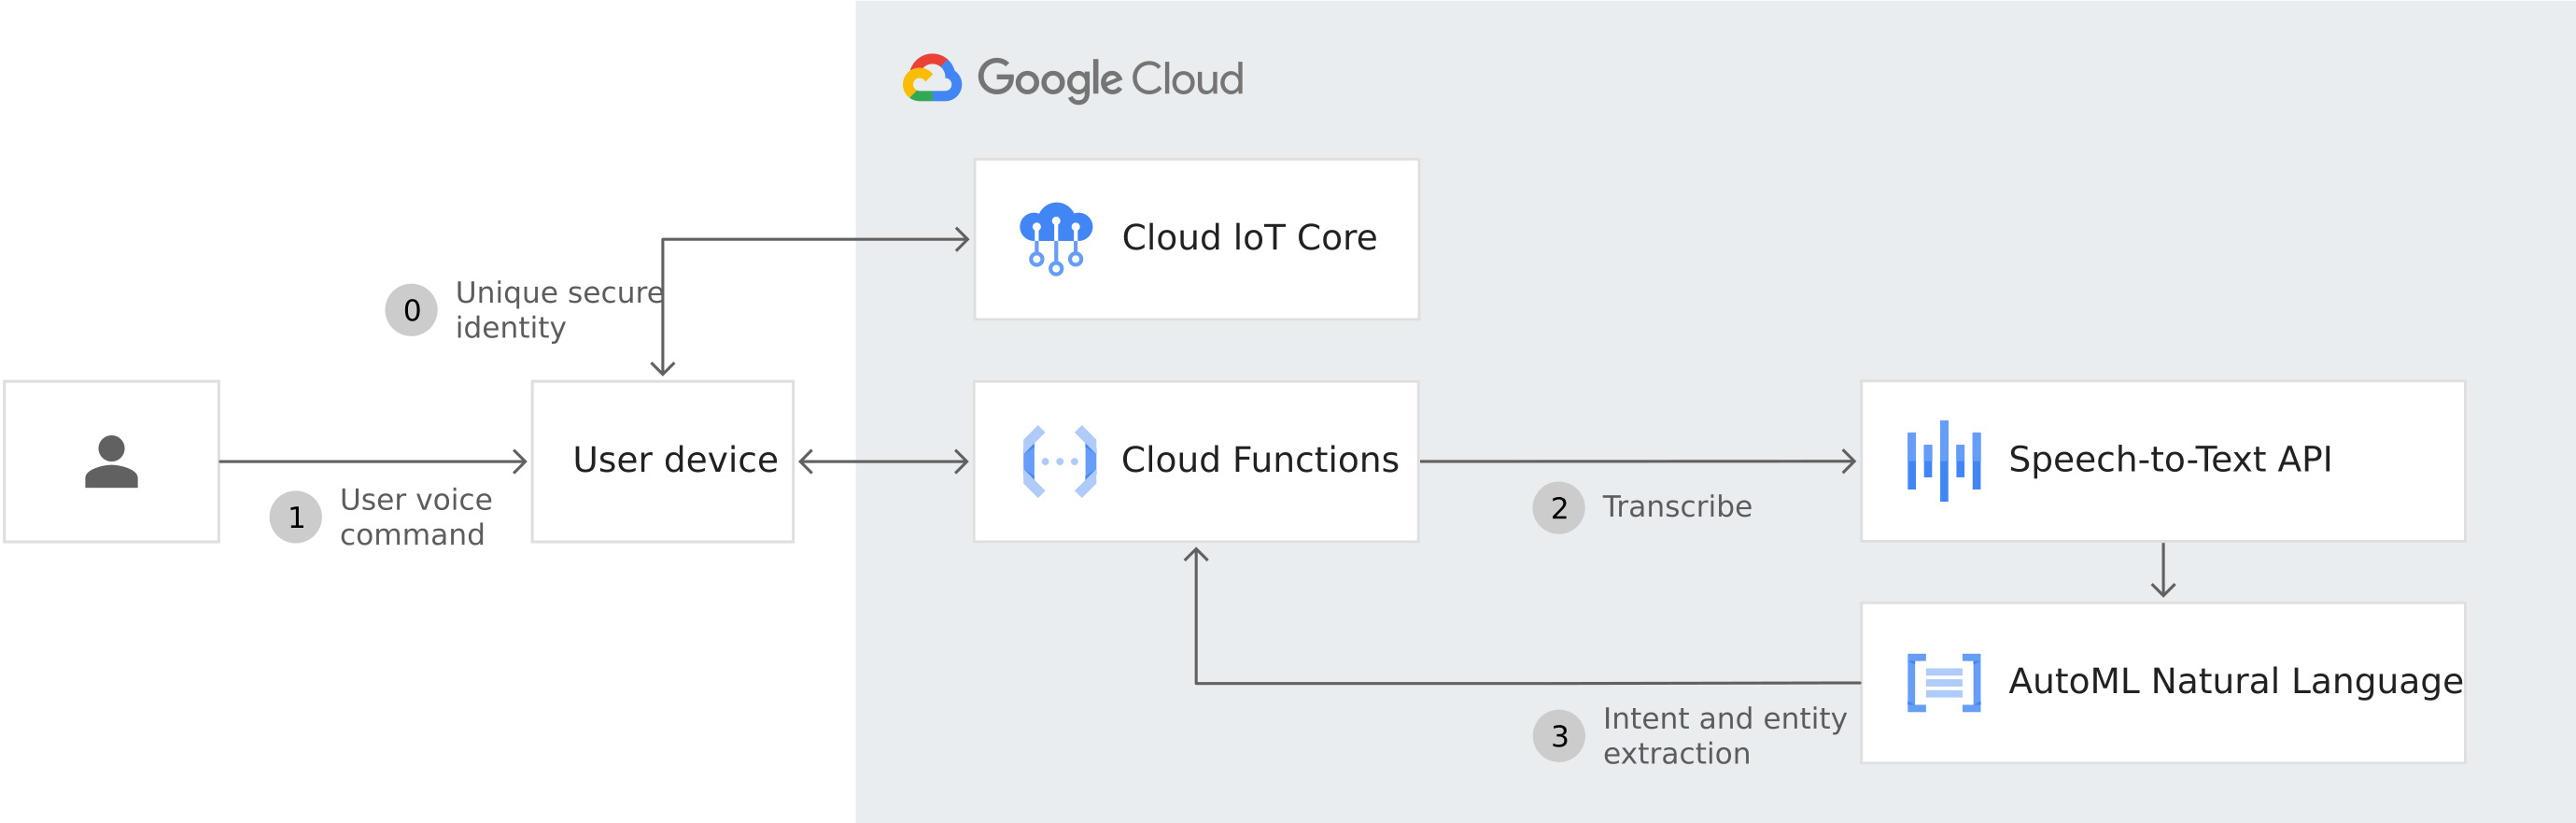 Google Cloud
Cloud IoT Core
0
Unique secure
identity
User device
Cloud Functions
Speech-to-Text API
1
User voice
command
2
Transcribe
AutoML Natural Language
3
Intent and entity
extraction